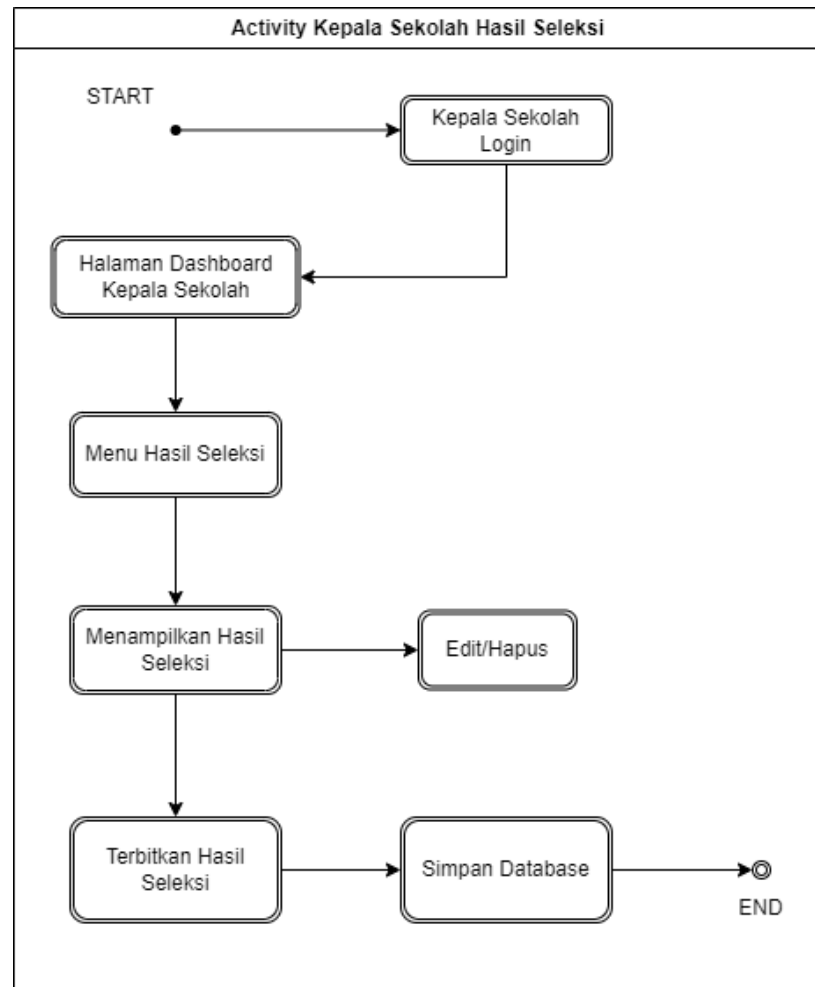 Activity Kepala Sekolah Hasil Seleksi
START
Kepala Sekolah
Login
Halaman Dashboard
Kepala Sekolah
Menu Hasil Seleksi
Menampilkan Hasil
Seleksi
Edit/Hapus
Terbitkan Hasil
Seleksi
Simpan Database
END